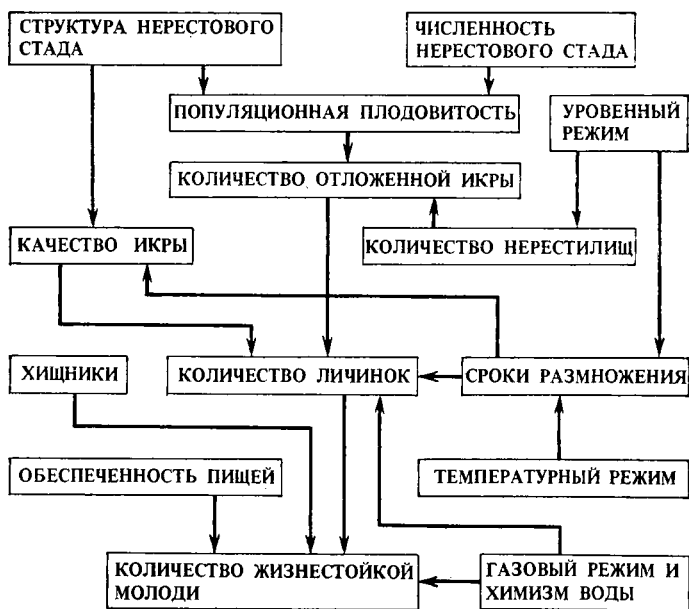 СТРУКТУРА НЕРЕСТОВОГО
СТАДА
ЧИСЛЕННОСТЬ
НЕРЕСТОВОГО СТАДА
ПОПУЛЯЦИОННАЯ ПЛОДОВИТОСТЬ
УРОВЕННЫЙ
РЕЖИМ
КОЛИЧЕСТВО ОТЛОЖЕННОЙ ИКРЫ
КАЧЕСТВО ИКРЫ
КОЛИЧЕСТВО НЕРЕСТИЛИЩ
ХИЩНИКИ
КОЛИЧЕСТВО ЛИЧИНОК
СРОКИ РАЗМНОЖЕНИЯ
ОБЕСПЕЧЕННОСТЬ ПИЩЕЙ
ТЕМПЕРАТУРНЫЙ РЕЖИМ
КОЛИЧЕСТВО ЖИЗНЕСТОЙКОЙ
МОЛОДИ
ГАЗОВЫЙ РЕЖИМ И
ХИМИЗМ ВОДЫ